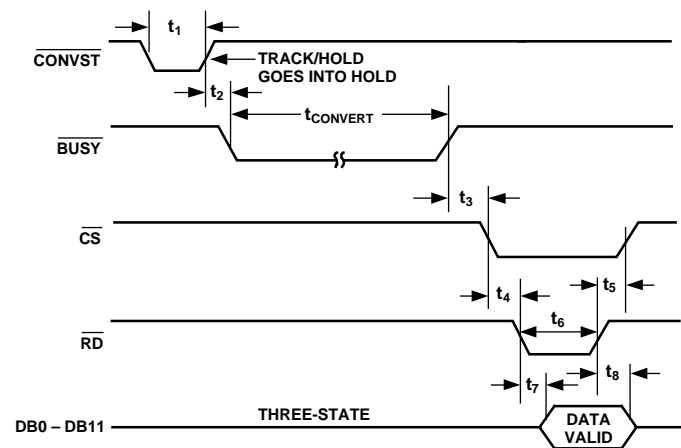 t1
CONVST
TRACK/HOLD
GOES INTO HOLD
t2
tCONVERT
BUSY
t3
CS
t4
t5
t6
RD
t7
t8
DB0 – DB11
THREE-STATE
DATA
VALID